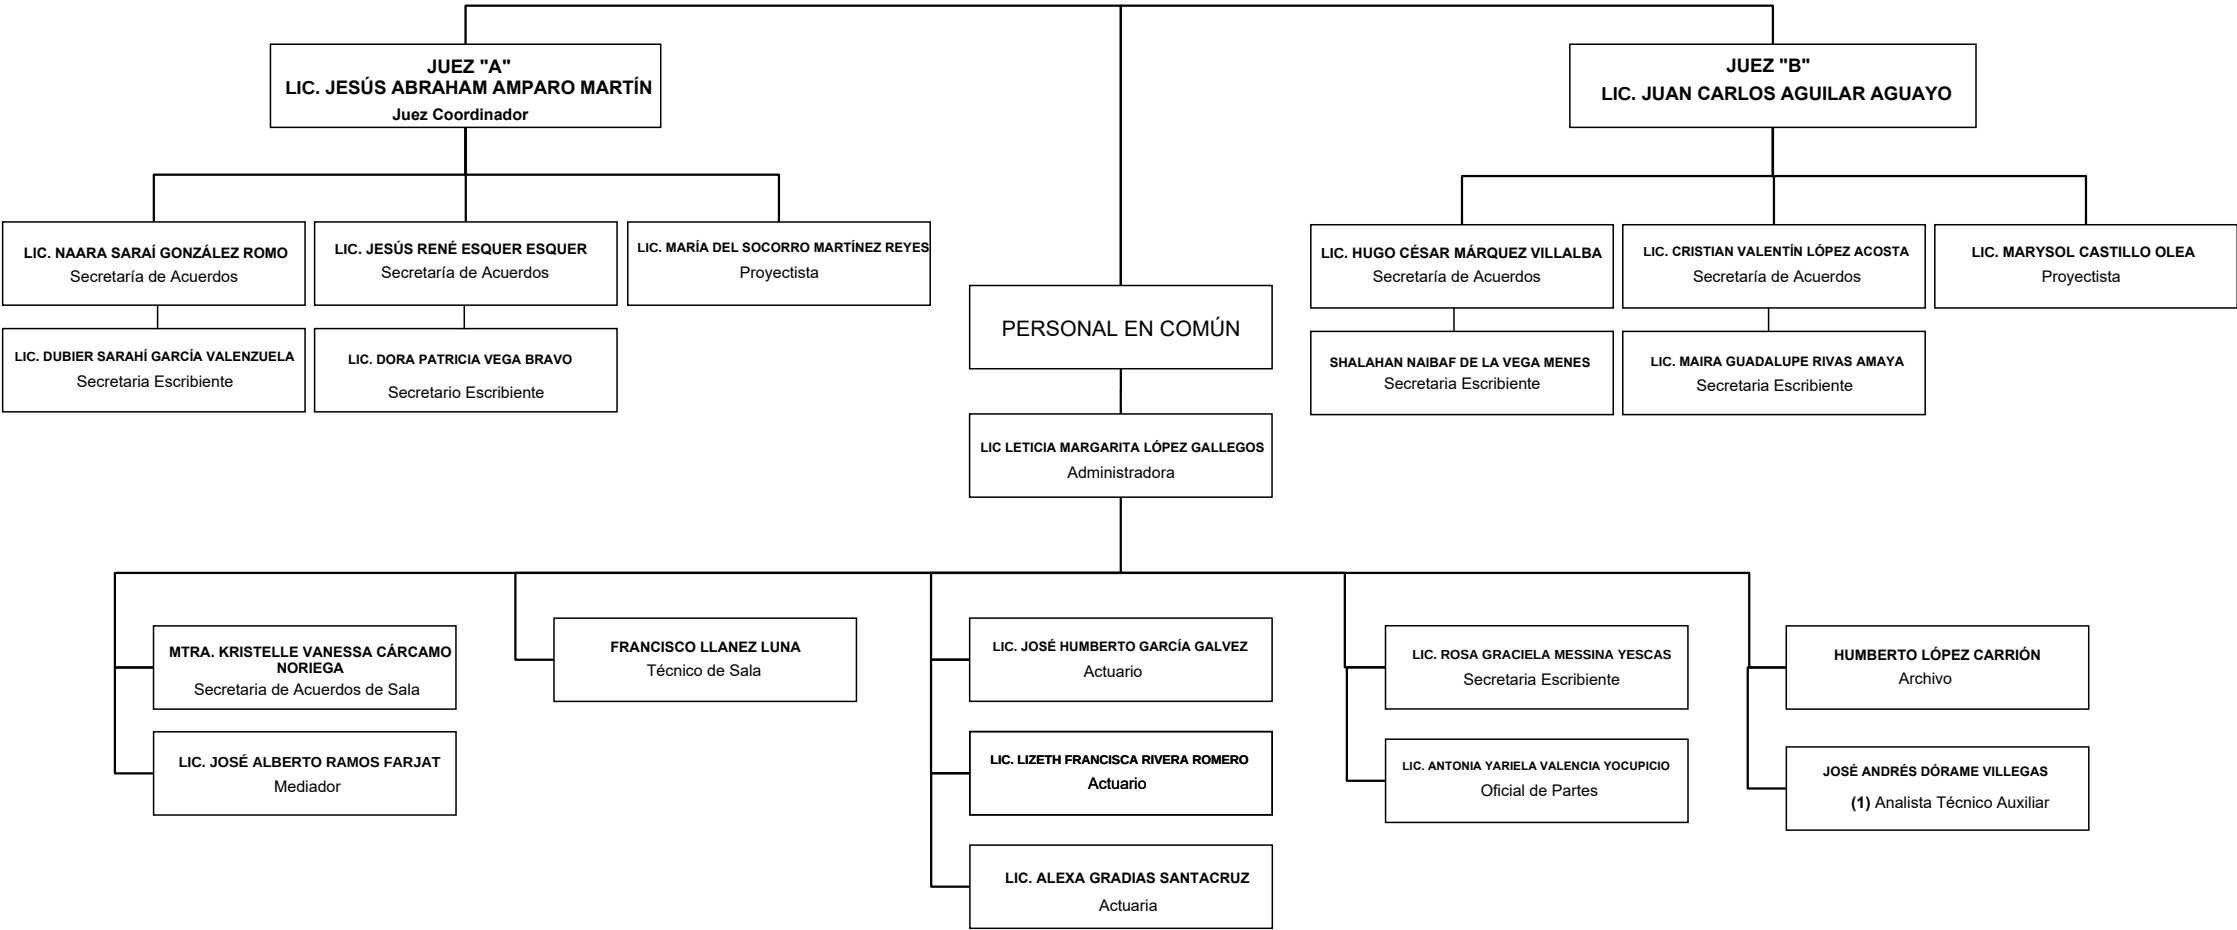 JUEZ "A"
LIC. JESÚS ABRAHAM AMPARO MARTÍN
Juez Coordinador
JUEZ "B"
LIC. JUAN CARLOS AGUILAR AGUAYO
LIC. NAARA SARAÍ GONZÁLEZ ROMO
Secretaría de Acuerdos
LIC. JESÚS RENÉ ESQUER ESQUER
Secretaría de Acuerdos
LIC. MARÍA DEL SOCORRO MARTÍNEZ REYES
Proyectista
LIC. HUGO CÉSAR MÁRQUEZ VILLALBA
Secretaría de Acuerdos
LIC. CRISTIAN VALENTÍN LÓPEZ ACOSTA
Secretaría de Acuerdos
LIC. MARYSOL CASTILLO OLEA
Proyectista
LIC. DUBIER SARAHÍ GARCÍA VALENZUELA
Secretaria Escribiente
LIC. DORA PATRICIA VEGA BRAVO
Secretario Escribiente
PERSONAL EN COMÚN
SHALAHAN NAIBAF DE LA VEGA MENES
Secretaria Escribiente
LIC. MAIRA GUADALUPE RIVAS AMAYA
Secretaria Escribiente
LIC LETICIA MARGARITA LÓPEZ GALLEGOS
Administradora
MTRA. KRISTELLE VANESSA CÁRCAMO
NORIEGA
Secretaria de Acuerdos de Sala
FRANCISCO LLANEZ LUNA
Técnico de Sala
LIC. JOSÉ HUMBERTO GARCÍA GALVEZ
Actuario
LIC. ROSA GRACIELA MESSINA YESCAS
Secretaria Escribiente
HUMBERTO LÓPEZ CARRIÓN
Archivo
LIC. JOSÉ ALBERTO RAMOS FARJAT
Mediador
LIC. LIZETH FRANCISCA RIVERA ROMERO
Actuario
LIC. ANTONIA YARIELA VALENCIA YOCUPICIO
Oficial de Partes
JOSÉ ANDRÉS DÓRAME VILLEGAS
(1) Analista Técnico Auxiliar
LIC. ALEXA GRADIAS SANTACRUZ
Actuaria